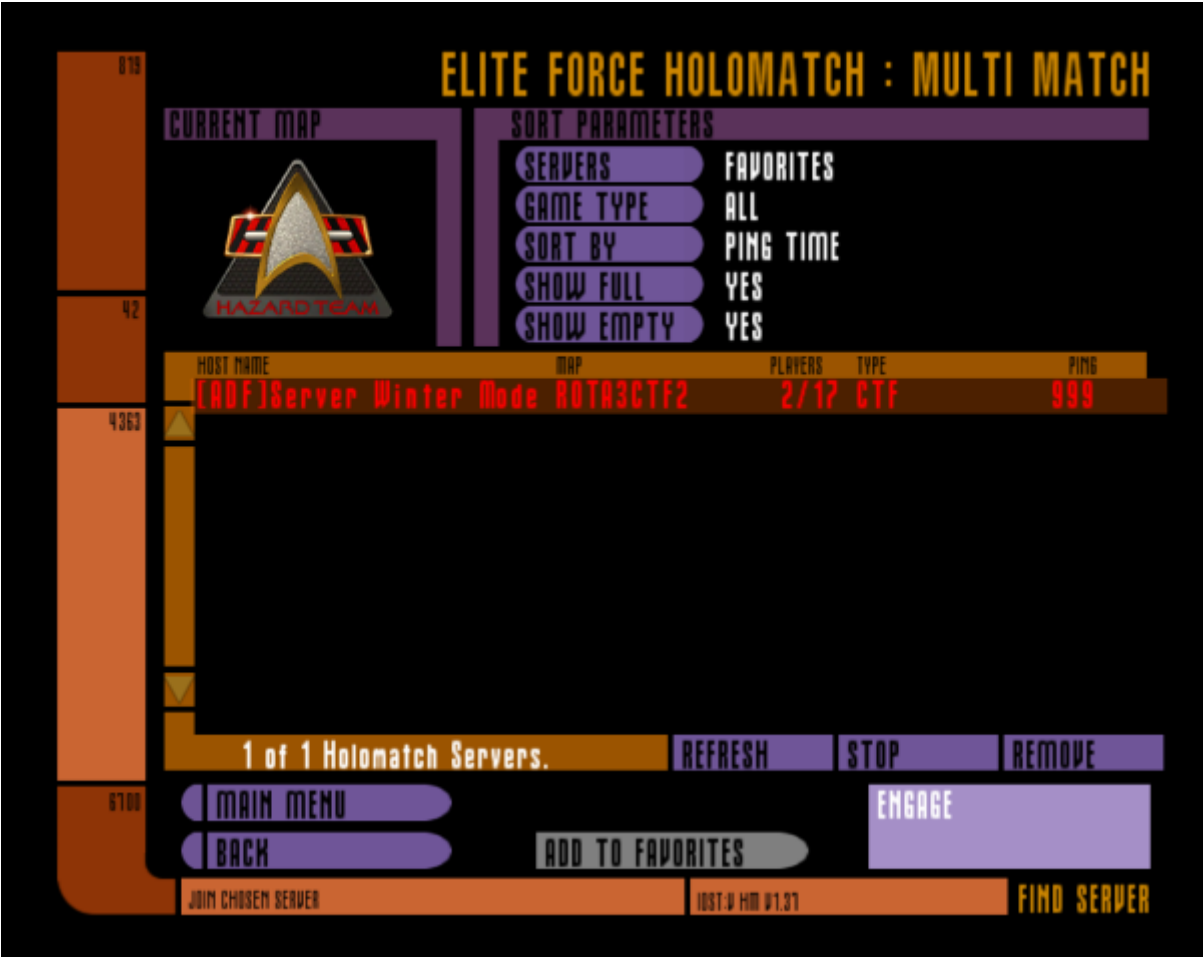 879
ELITE FORCE HOLOMATCH : MULTI MATCH
CURRENT MAP
SORT PARAMETERS
SERVERS FAVORITES
GAME TYPE ALL
SORT BY PING TIME
SHOW FULL YES
SHOW EMPTY YES
HAZARD TEAM
42
HOST NAME MAP PLAYERS TYPE PING
[ADF]Server Winter Mode ROTA3CTF2 2/17 CTF 999
4363
1 of 1 Holomatch Servers.
REFRESH STOP REMOVE
6700
MAIN MENU
ENGAGE
BACK
ADD TO FAVORITES
JOIN CHOSEN SERVER
IOST:V HM V1.37
FIND SERVER